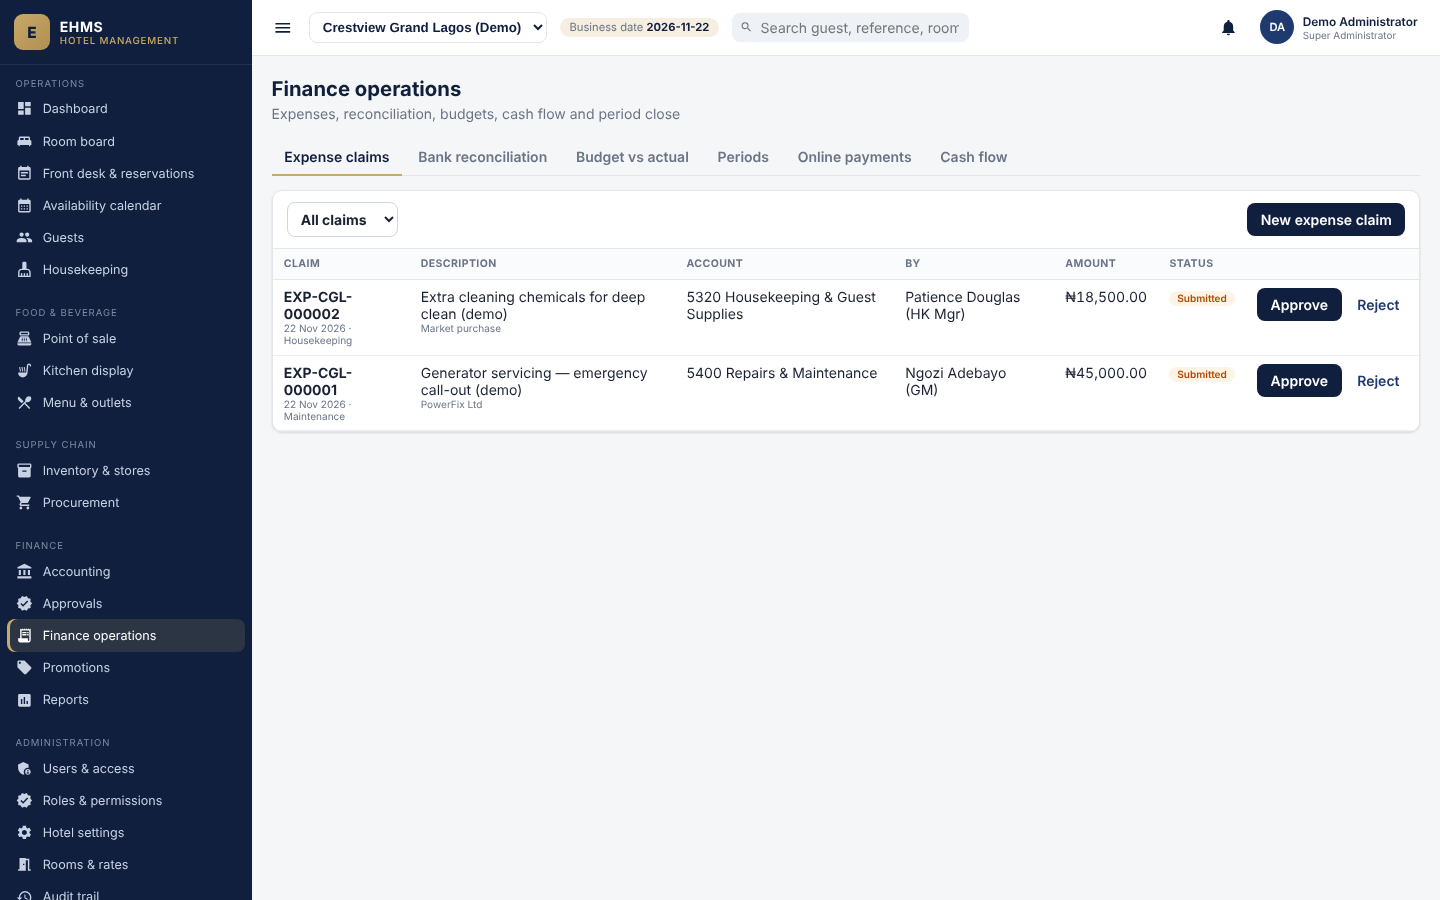 E
EHMS
HOTEL MANAGEMENT
OPERATIONS
Dashboard
Room board
Front desk & reservations
Availability calendar
Guests
Housekeeping
FOOD & BEVERAGE
Point of sale
Kitchen display
Menu & outlets
SUPPLY CHAIN
Inventory & stores
Procurement
FINANCE
Accounting
Approvals
Finance operations
Promotions
Reports
ADMINISTRATION
Users & access
Roles & permissions
Hotel settings
Rooms & rates
Audit trail
Crestview Grand Lagos (Demo)
Business date 2026-11-22
Search guest, reference, room
DA
Demo Administrator
Super Administrator
Finance operations
Expenses, reconciliation, budgets, cash flow and period close
Expense claims Bank reconciliation Budget vs actual Periods Online payments Cash flow
All claims
New expense claim
CLAIM DESCRIPTION ACCOUNT BY AMOUNT STATUS
EXP-CGL-
000002
22 Nov 2026 ·
Housekeeping
Extra cleaning chemicals for deep
clean (demo)
Market purchase
5320 Housekeeping & Guest
Supplies
Patience Douglas
(HK Mgr)
₦18,500.00
Submitted
Approve
Reject
EXP-CGL-
000001
22 Nov 2026 ·
Maintenance
Generator servicing — emergency
call-out (demo)
PowerFix Ltd
5400 Repairs & Maintenance
Ngozi Adebayo
(GM)
₦45,000.00
Submitted
Approve
Reject